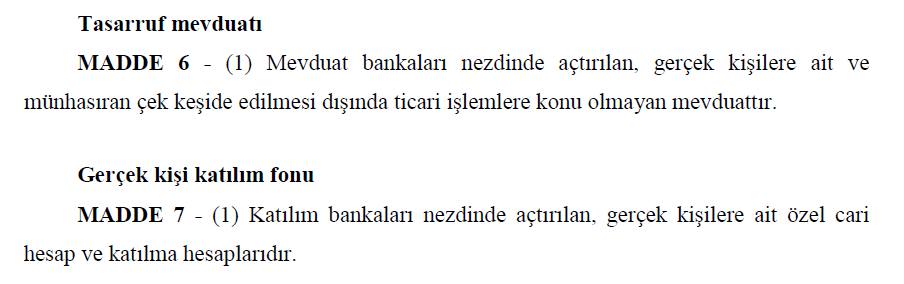 Tasarruf mevduatı
MADDE 6 - (1) Mevduat bankaları nezdinde açtırılan, gerçek kişilere ait ve
münhasıran çek keşide edilmesi dışında ticari işlemlere konu olmayan mevduattır.
Gerçek kişi katılım fonu
MADDE 7 - (1) Katılım bankaları nezdinde açtırılan, gerçek kişilere ait özel cari
hesap ve katılma hesaplarıdır.